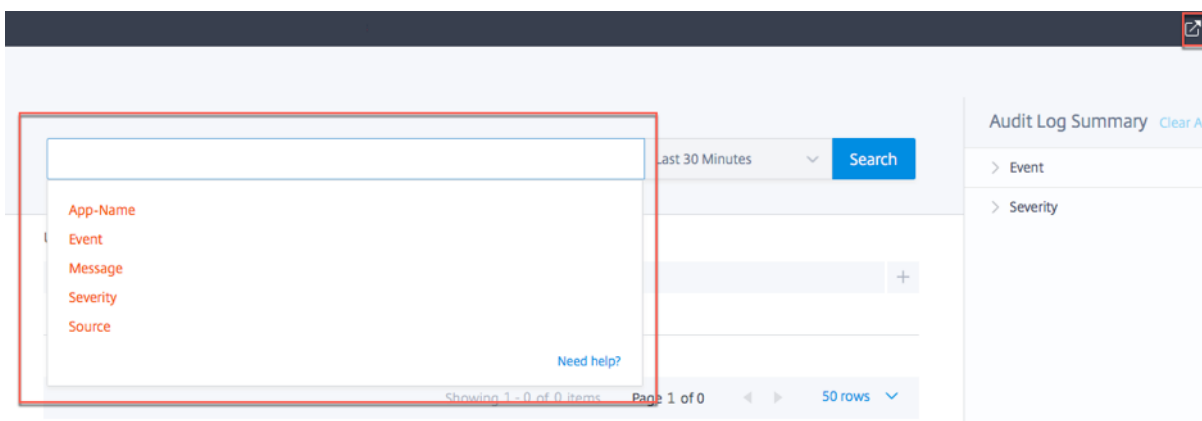 Audit Log Summary Clear A
Last 30 Minutes
Search
Event
Severity
App-Name
Event
Message
Severity
Source
Need help?
Showing 1 - 0 of 0 items Page 1 of 0 50 rows